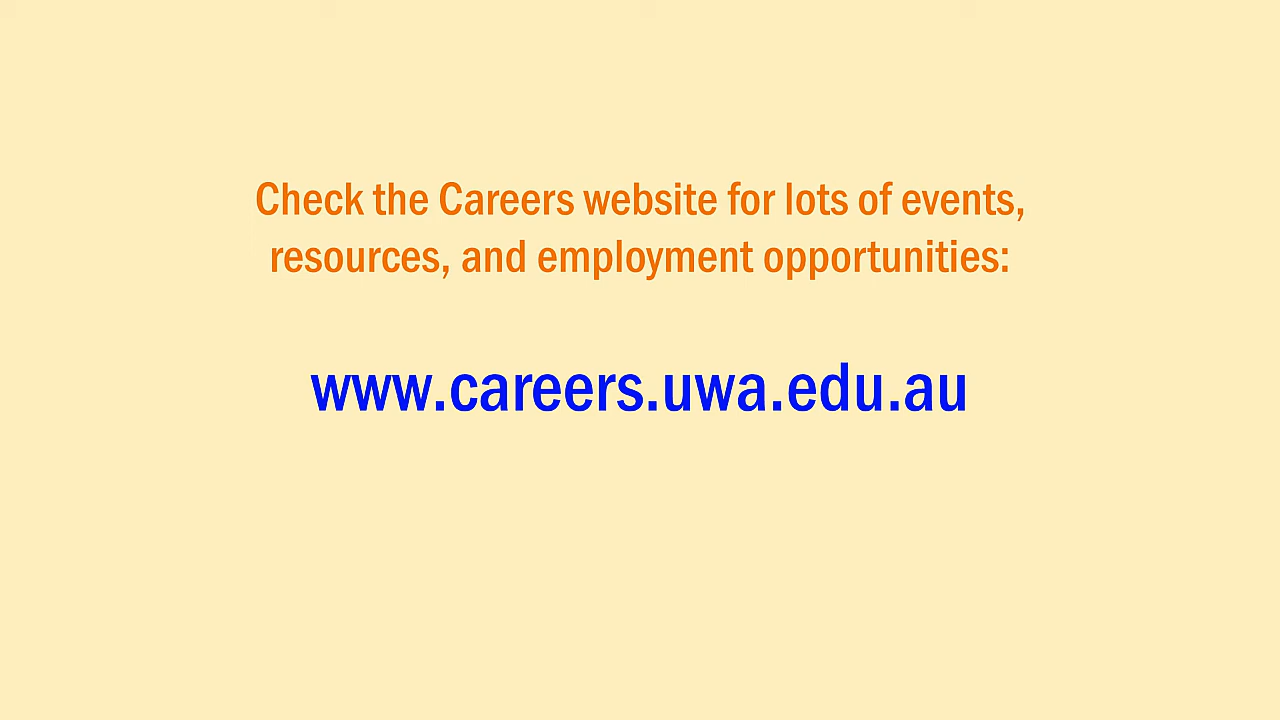 Check the Careers website for lots of events,
resources, and employment opportunities:
www.careers.uwa.edu.au